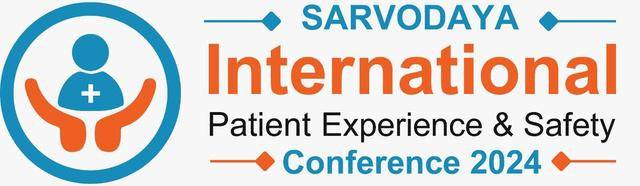 SARVODAYA
International
Patient Experience & Safety
Conference 2024